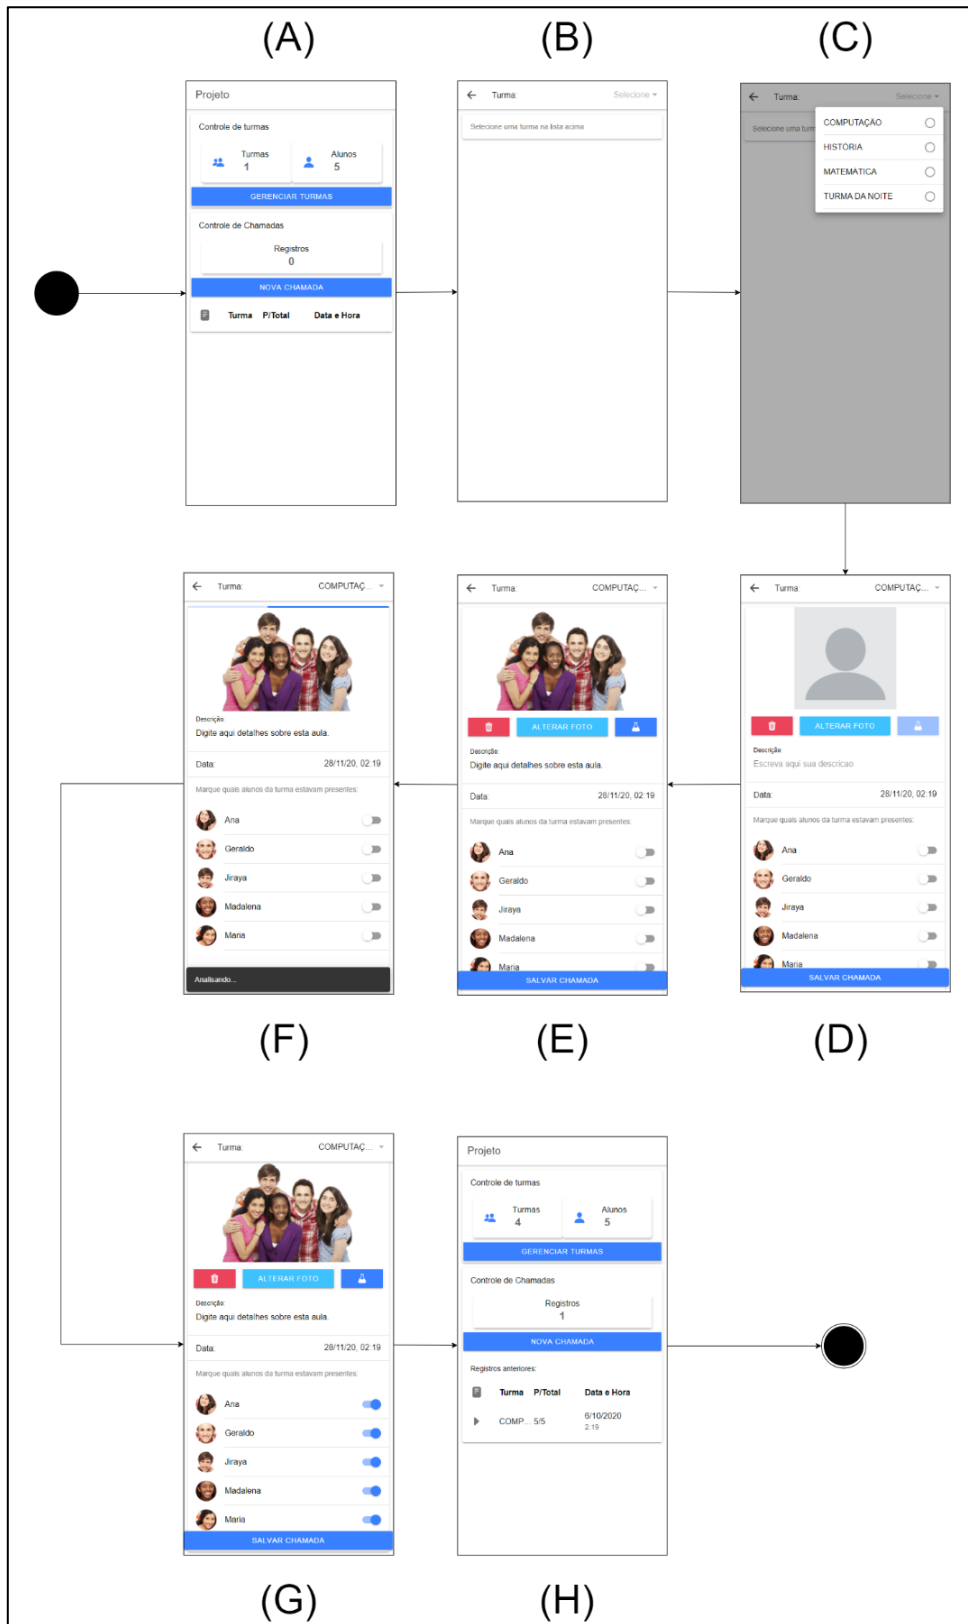 (A)
(B)
(C)
Projeto
Controle de turmas
Turmas
1
Alunos
5
GERENCIAR TURMAS
Controle de Chamadas
Registros
0
NOVA CHAMADA
Turma P/Total Data e Hora
Turma: Selecione
Selecione uma turma na lista acima
Turma: Selecione
Selecione uma turm
COMPUTAÇÃO
HISTÓRIA
MATEMÁTICA
TURMA DA NOITE
Turma: COMPUTAÇ...
Descrição:
Digite aqui detalhes sobre esta aula.
Data: 28/11/20, 02:19
Marque quais alunos da turma estavam presentes:
Ana
Geraldo
Jiraya
Madalena
Maria
Analisando...
Turma: COMPUTAÇ...
ALTERAR FOTO
Descrição:
Digite aqui detalhes sobre esta aula.
Data: 28/11/20, 02:19
Marque quais alunos da turma estavam presentes:
Ana
Geraldo
Jiraya
Madalena
Maria
SALVAR CHAMADA
Turma: COMPUTAÇ...
ALTERAR FOTO
Descrição
Escreva aqui sua descricao
Data: 28/11/20, 02:19
Marque quais alunos da turma estavam presentes:
Ana
Geraldo
Jiraya
Madalena
Maria
SALVAR CHAMADA
(F)
(E)
(D)
Turma: COMPUTAÇ...
ALTERAR FOTO
Descrição:
Digite aqui detalhes sobre esta aula.
Data: 28/11/20, 02:19
Marque quais alunos da turma estavam presentes:
Ana
Geraldo
Jiraya
Madalena
Maria
SALVAR CHAMADA
Projeto
Controle de turmas
Turmas
4
Alunos
5
GERENCIAR TURMAS
Controle de Chamadas
Registros
1
NOVA CHAMADA
Registros anteriores:
Turma P/Total Data e Hora
COMP... 5/5 6/10/2020
2:19
(G)
(H)